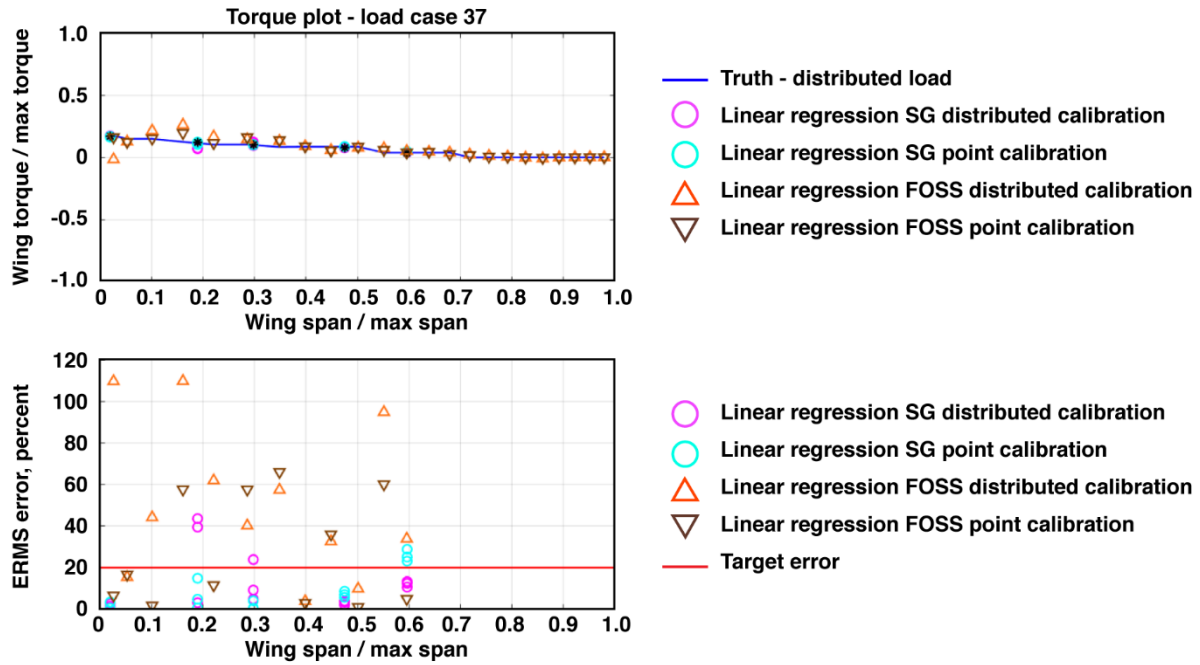 Torque plot - load case 37
Wing torque / max torque
1.0
0.5
0
-0.5
-1.0
0 0.1 0.2 0.3 0.4 0.5 0.6 0.7 0.8 0.9 1.0
Wing span / max span
Truth - distributed load
Linear regression SG distributed calibration
Linear regression SG point calibration
Linear regression FOSS distributed calibration
Linear regression FOSS point calibration
ERMS error, percent
120
100
80
60
40
20
0
0 0.1 0.2 0.3 0.4 0.5 0.6 0.7 0.8 0.9 1.0
Wing span / max span
Linear regression SG distributed calibration
Linear regression SG point calibration
Linear regression FOSS distributed calibration
Linear regression FOSS point calibration
Target error